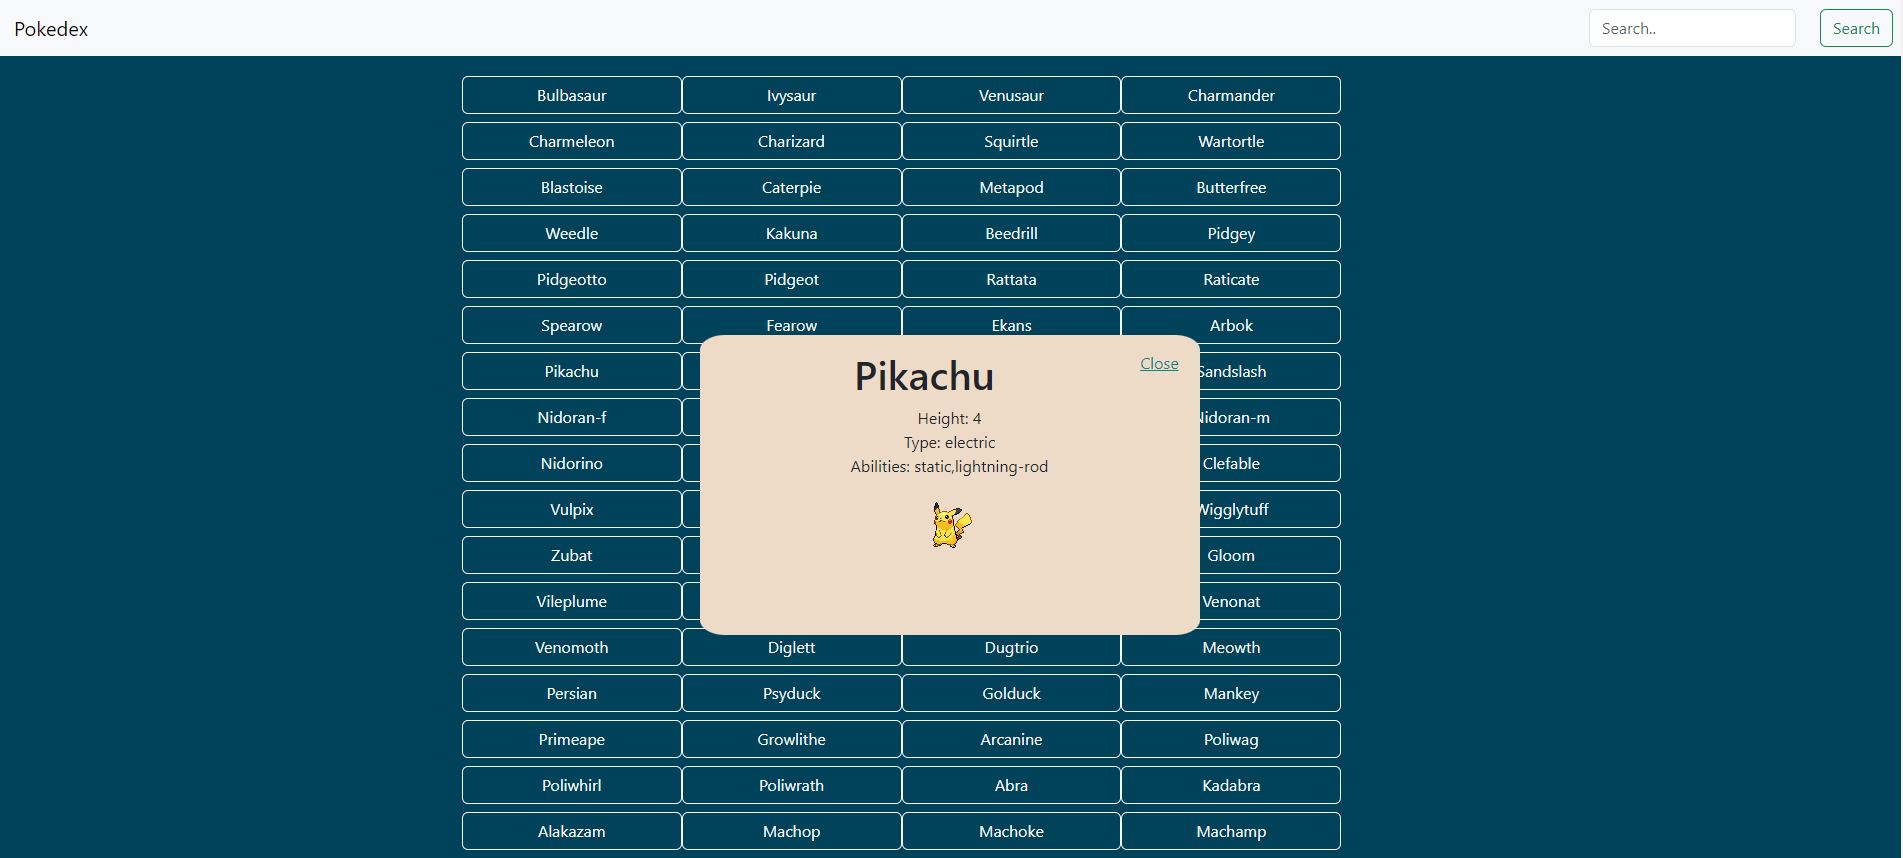 Pokedex Search.. Search
Bulbasaur Ivysaur Venusaur Charmander
Charmeleon Charizard Squirtle Wartortle
Blastoise Caterpie Metapod Butterfree
Weedle Kakuna Beedrill Pidgey
Pidgeotto Pidgeot Rattata Raticate
Spearow Fearow Ekans Arbok
Pikachu Sandslash
Nidoran-f Nidoran-m
Nidorino Clefable
Vulpix Wigglytuff
Zubat Gloom
Vileplume Venonat
Pikachu Close
Height: 4
Type: electric
Abilities: static,lightning-rod
Venomoth Diglett Dugtrio Meowth
Persian Psyduck Golduck Mankey
Primeape Growlithe Arcanine Poliwag
Poliwhirl Poliwrath Abra Kadabra
Alakazam Machop Machoke Machamp